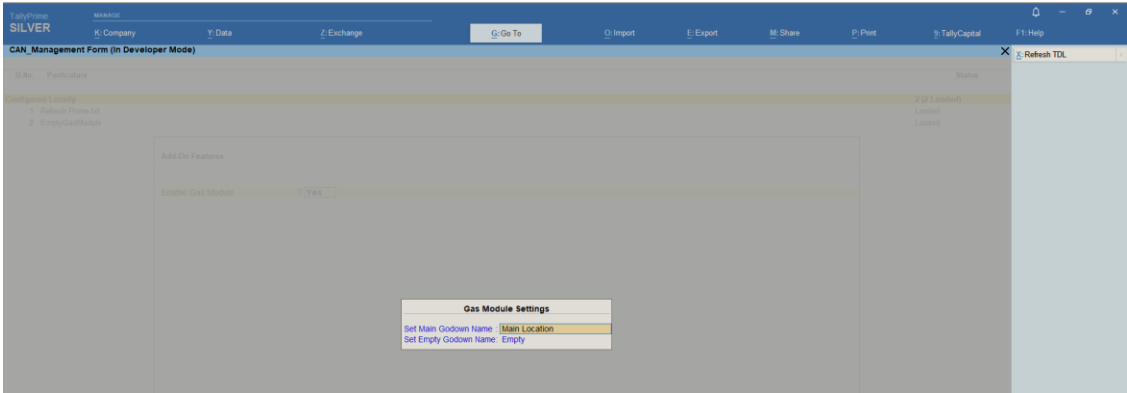 TallyPrime
SILVER
MANAGE
K: Company
Y: Data
Z: Exchange
G: Go To
O: Import
E: Export
M: Share
P: Print
9: TallyCapital
F1: Help
CAN_Management Form (In Developer Mode)
X: Refresh TDL
Sl.No. Particulars Status
Configured Locally 2 (2 Loaded)
1 Refresh Prime.txt Loaded
2 EmptyGasModule Loaded
Add-On Features
Enable Gas Module ? Yes
Gas Module Settings
Set Main Godown Name : Main Location
Set Empty Godown Name: Empty